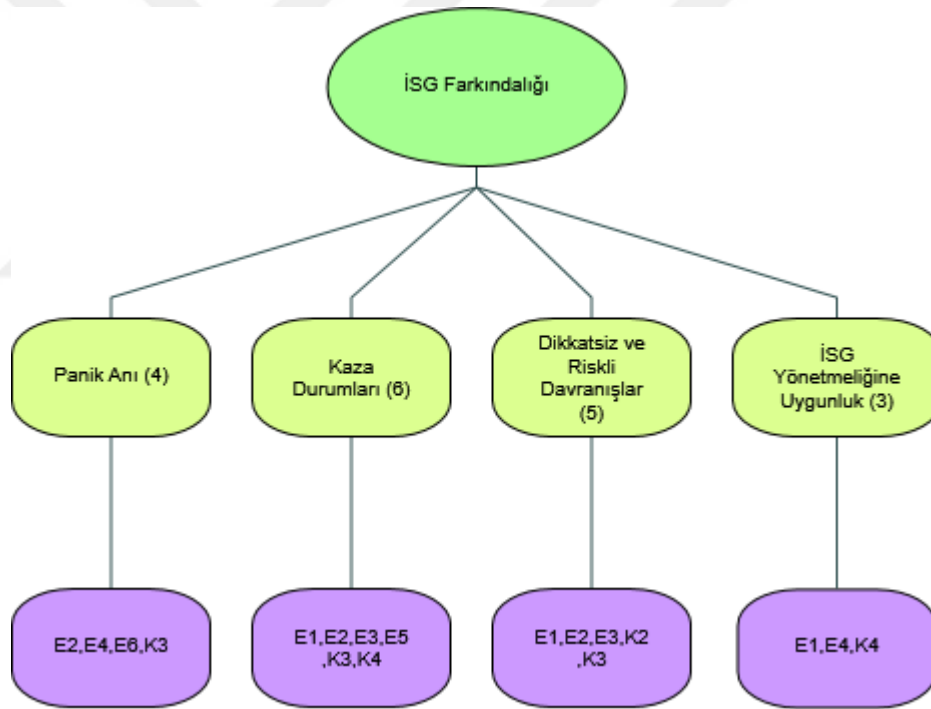 İSG Farkındalığı
Panik Anı (4)
Kaza
Durumları (6)
Dikkatsiz ve
Riskli
Davranışlar
(5)
İSG
Yönetmeliğine
Uygunluk (3)
E2,E4,E6,K3
E1,E2,E3,E5
,K3,K4
E1,E2,E3,K2
,K3
E1,E4,K4